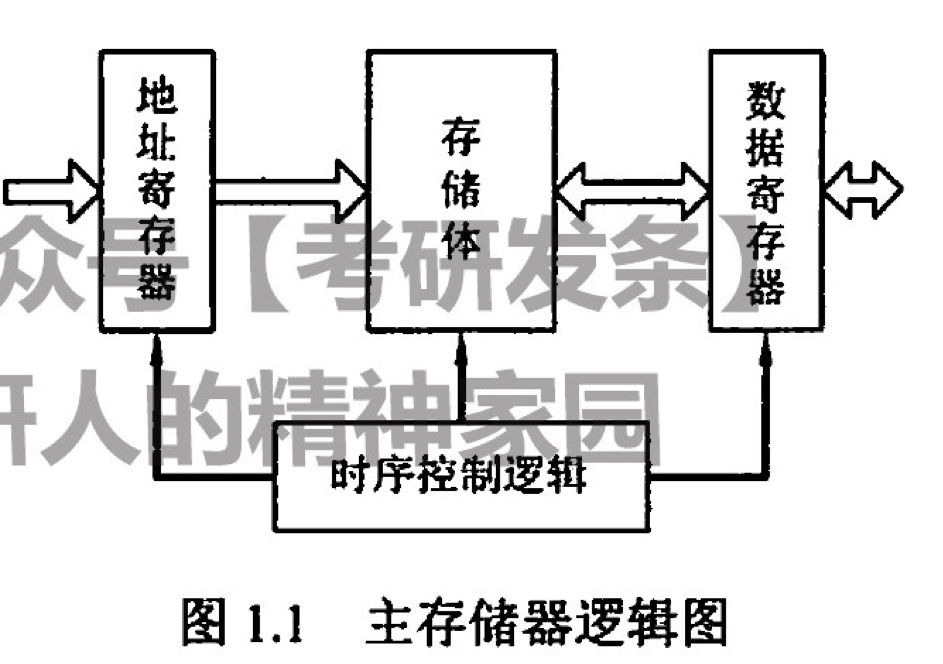 地址寄存器
存储体
数据寄存器
众号【考研发条】
研人的精神家园
时序控制逻辑
图 1.1 主存储器逻辑图